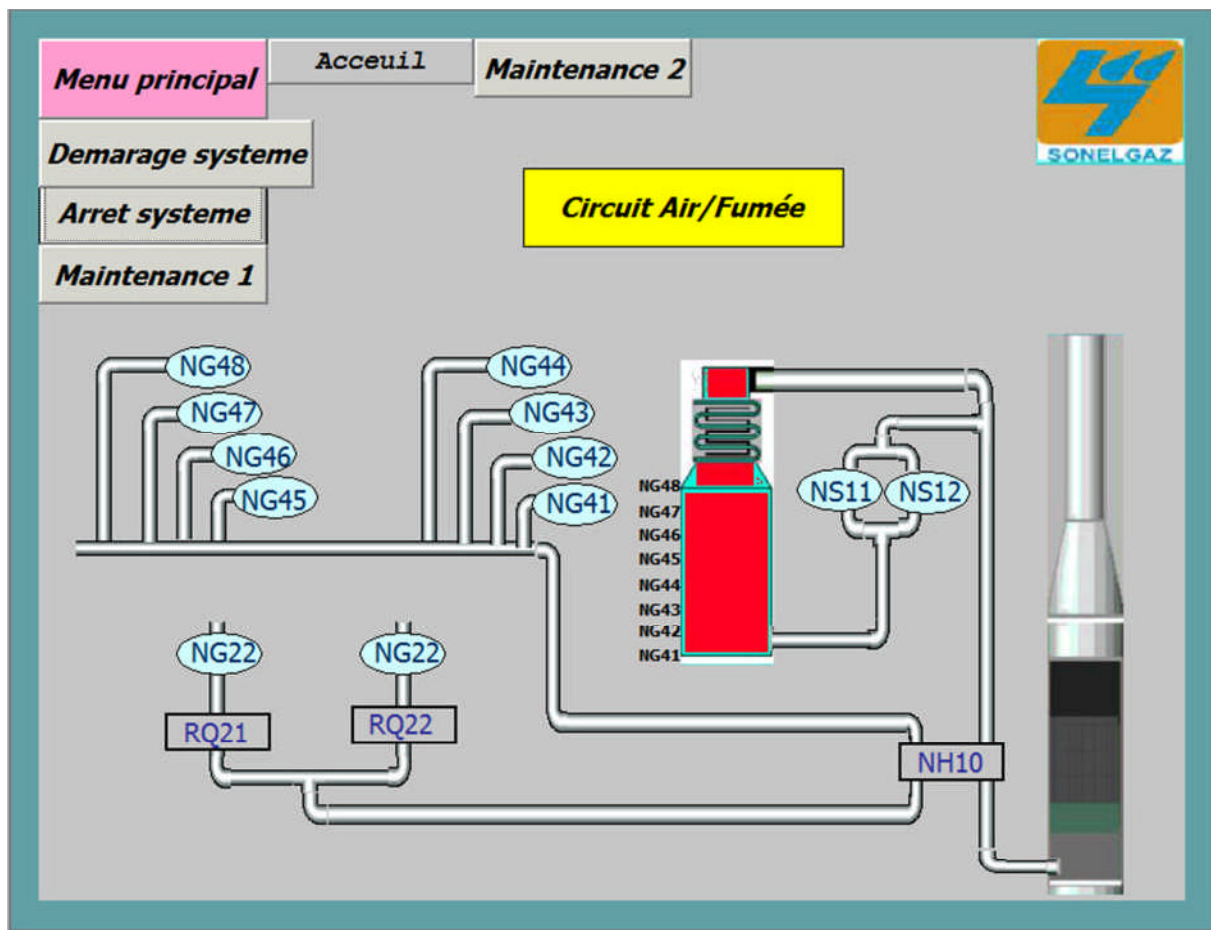 Menu principal
Acceuil
Maintenance 2
SONELGAZ
Demarage systeme
Arret systeme
Circuit Air/Fumée
Maintenance 1
NG48
NG44
NG47
NG43
NG46
NG42
NG45
NG41
NG48
NG47
NG46
NG45
NG44
NG43
NG42
NG41
NS11
NS12
NG22
NG22
RQ21
RQ22
NH10